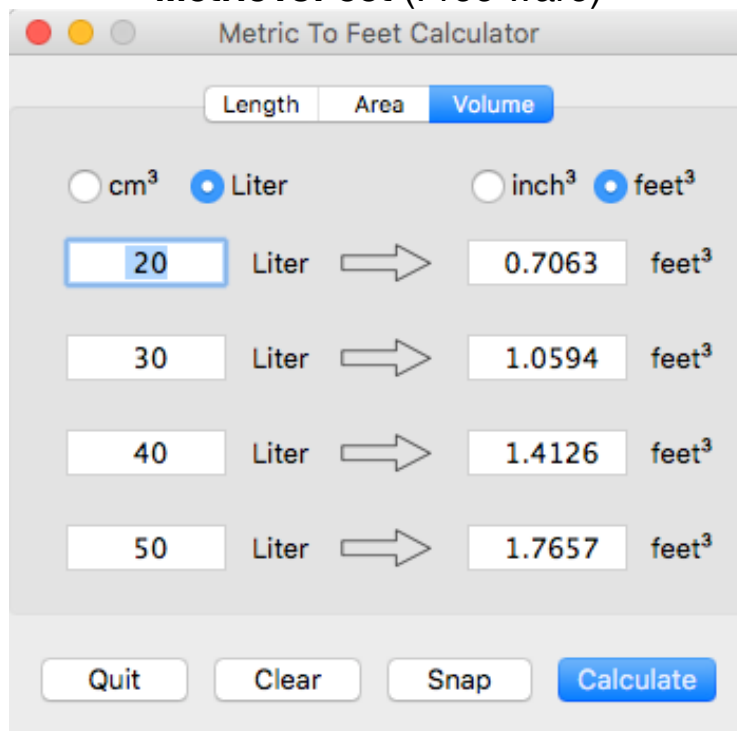 Metric To Feet Calculator
Length Area Volume
cm³ Liter inch³ feet³
20 Liter 0.7063 feet³
30 Liter 1.0594 feet³
40 Liter 1.4126 feet³
50 Liter 1.7657 feet³
Quit Clear Snap Calculate